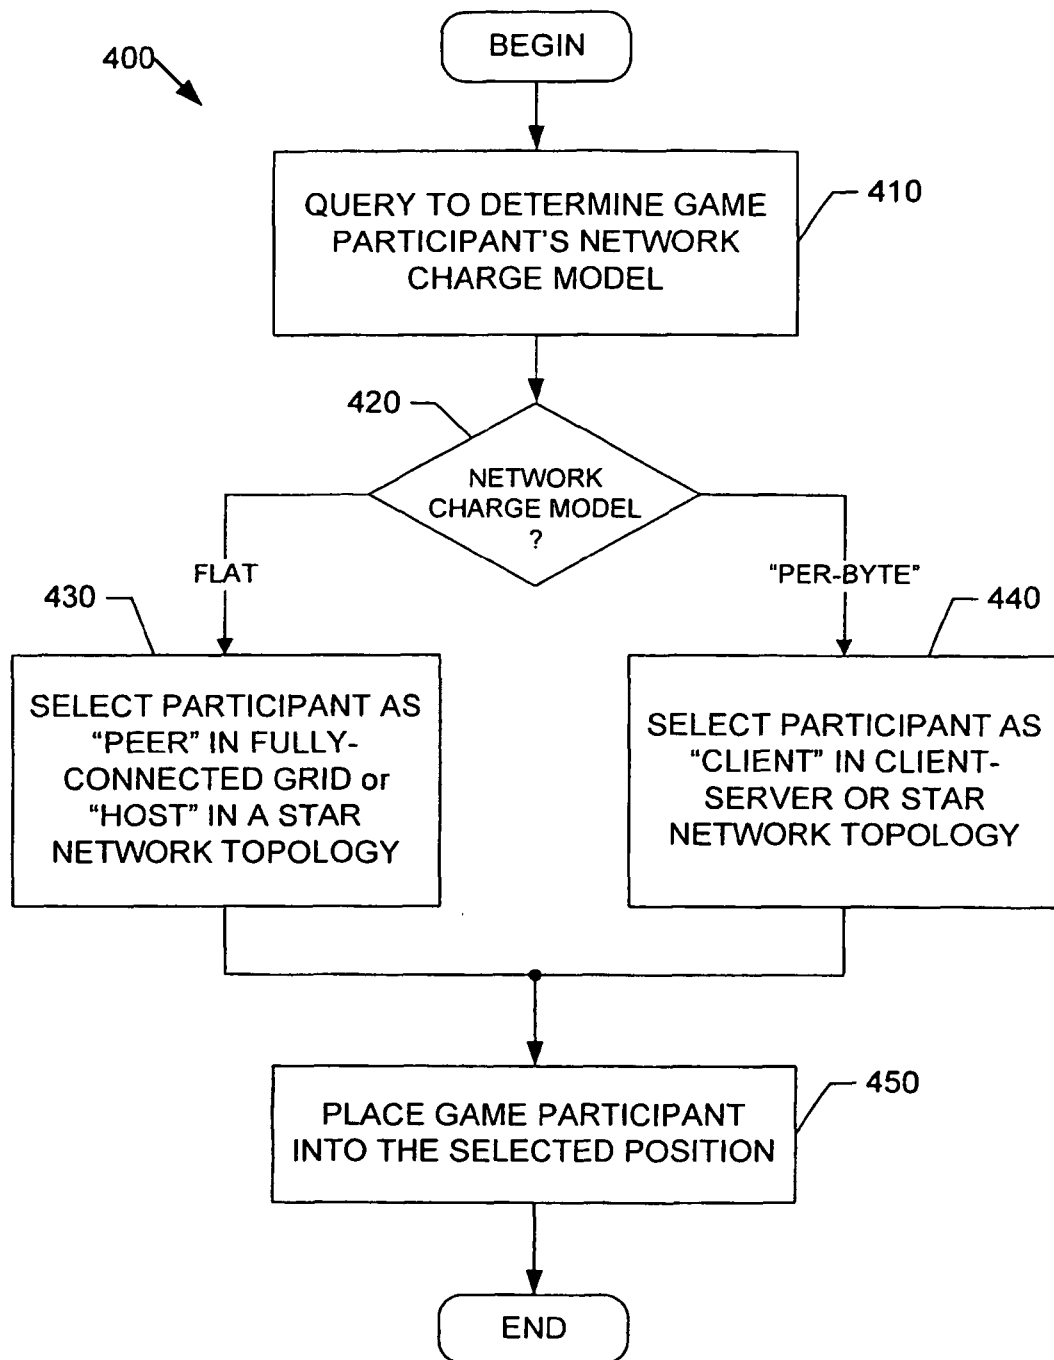 BEGIN
400
QUERY TO DETERMINE GAME
PARTICIPANT'S NETWORK
CHARGE MODEL
410
420
NETWORK
CHARGE MODEL
?
FLAT
"PER-BYTE"
430
440
SELECT PARTICIPANT AS
"PEER" IN FULLY-
CONNECTED GRID or
"HOST" IN A STAR
NETWORK TOPOLOGY
SELECT PARTICIPANT AS
"CLIENT" IN CLIENT-
SERVER OR STAR
NETWORK TOPOLOGY
450
PLACE GAME PARTICIPANT
INTO THE SELECTED POSITION
END